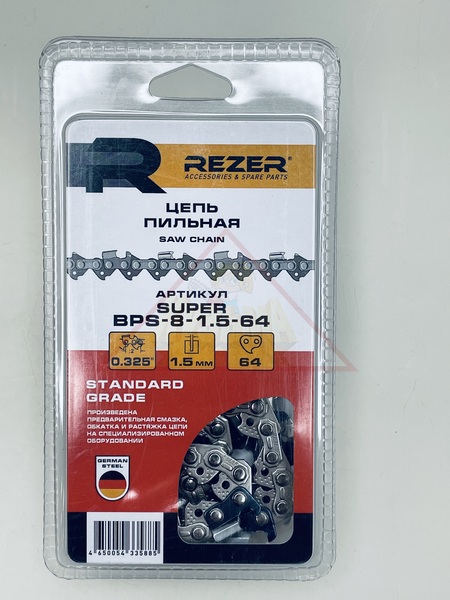 REZER®
ACCESSORIES & SPARE PARTS
ЦЕПЬ
ПИЛЬНАЯ
SAW CHAIN
АРТИКУЛ
SUPER
BPS-8-1.5-64
0.325" 1.5 мм 64
STANDARD
GRADE
ПРОИЗВЕДЕНА
ПРЕДВАРИТЕЛЬНАЯ СМАЗКА,
ОБКАТКА И РАСТЯЖКА ЦЕПИ
НА СПЕЦИАЛИЗИРОВАННОМ
ОБОРУДОВАНИИ
GERMAN
STEEL
4 650054 335885